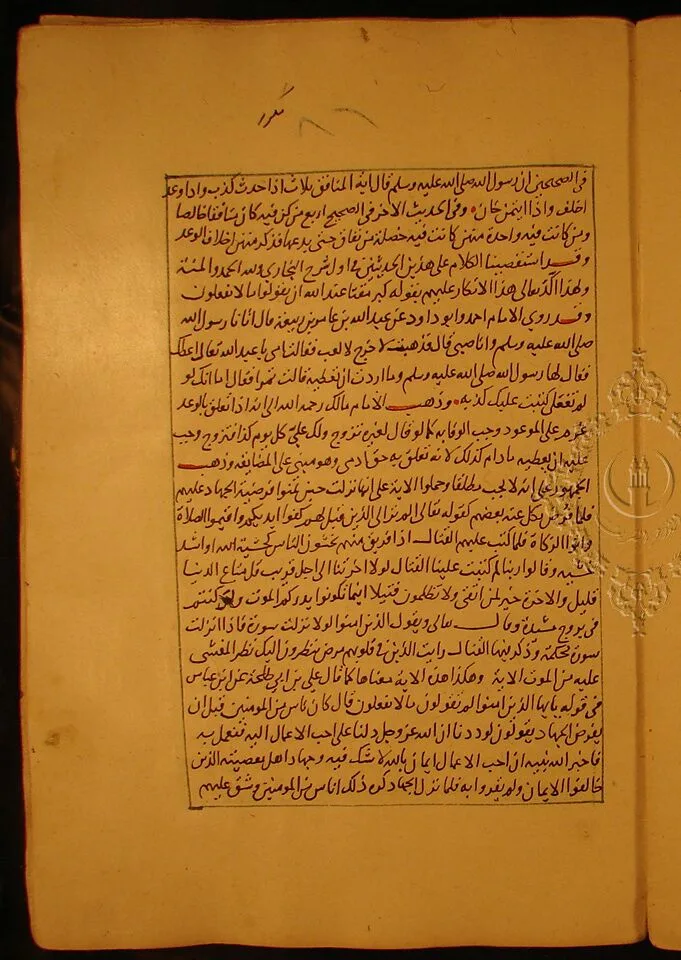 مكرر
٨٦
في الصحيحين ان رسول الله صلى الله عليه وسلم قال اية المنافق ثلاث اذا حدث كذب واذا وعد
اخلف واذا ايتمن خان وفي الحديث الاخر في الصحيح اربع من كن فيه كان منافقا خالصا
ومن كانت فيه واحدة منهن كانت فيه خصلة من نفاق حتى يدعها فذكر منهن اخلاف الوعد
وقد استقصينا الكلام على هذين الحديثين في اول شرح البخاري ولله الحمد والمنة
ولهذا اكد تعالى هذا الانكار عليهم بقوله كبر مقتا عند الله ان تقولوا ما لا تفعلون
وقد روي الامام احمد وابو داود عن عبد الله بن عامر بن ربيعة قال اتانا رسول الله
صلى الله عليه وسلم وانا صبي قال فذهبت لاخرج لالعب فقالت امي يا عبد الله تعال اعطك
فقال لها رسول الله صلى الله عليه وسلم وما اردت ان تعطيه قالت تمرا فقال اما انك لو
لم تفعلي كتبت عليك كذبه وذهب الامام مالك رحمه الله الى انه اذا تعلق بالوعد
غرم على الموعود وجب الوفا به كما لو قال لغيره تزوج ولك علي كل يوم كذا فتزوج وجب
عليه ان يعطيه ما دام كذلك لانه تعلق به حق ادمي وهو مبني على المضايقه وذهب
الجمهور الى انه لا يجب مطلقا وحملوا الاية على انها نزلت حين تمنوا فرضية الجهاد عليهم
فلما فرض نكل عنه بعضهم كقوله تعالى الم تر الى الذين قيل لهم كفوا ايديكم واقيموا الصلاة
واتوا الزكاة فلما كتب عليهم القتال اذا فريق منهم يخشون الناس كخشية الله او اشد
خشيه وقالوا ربنا لم كتبت علينا القتال لولا اخرتنا الى اجل قريب قل متاع الدنيا
قليل والاخرة خير لمن اتقى ولا تظلمون فتيلا اينما تكونوا يدرككم الموت ولو كنتم
في بروج مشيدة وقال تعالى ويقول الذين امنوا لولا نزلت سورة فاذا انزلت
سورة محكمة وذكر فيها القتال رايت الذين في قلوبهم مرض ينظرون اليك نظر المغشي
عليه من الموت الاية وهكذا هذه الاية معناها كما قال علي بن ابي طلحة عن ابن عباس
في قوله يا ايها الذين امنوا لم تقولون ما لا تفعلون قال كان ناس من المومنين قبل ان
يفرض الجهاد يقولون لوددنا ان الله عز وجل دلنا على احب الاعمال اليه فنعمل به
فاخبر الله نبيه ان احب الاعمال ايمان بالله لا شك فيه وجهاد اهل معصيته الذين
خالفوا الايمان ولم يقروا به فلما نزل الجهاد كره ذلك اناس من المومنين وشق عليهم